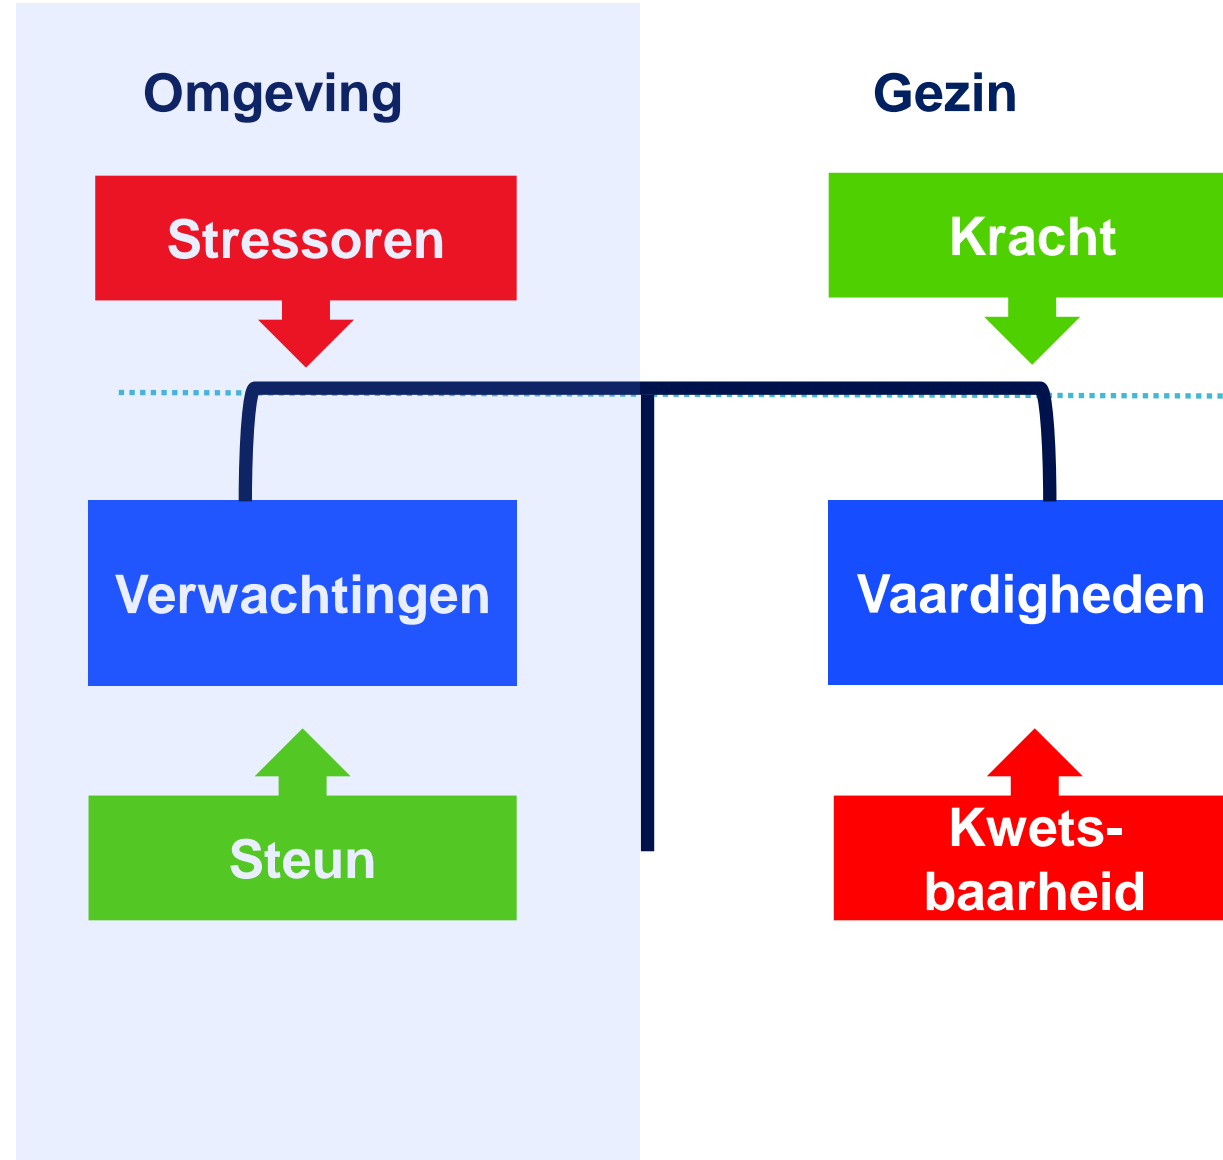 Omgeving
Gezin
Stressoren
Kracht
Verwachtingen
Vaardigheden
Steun
Kwets-
baarheid